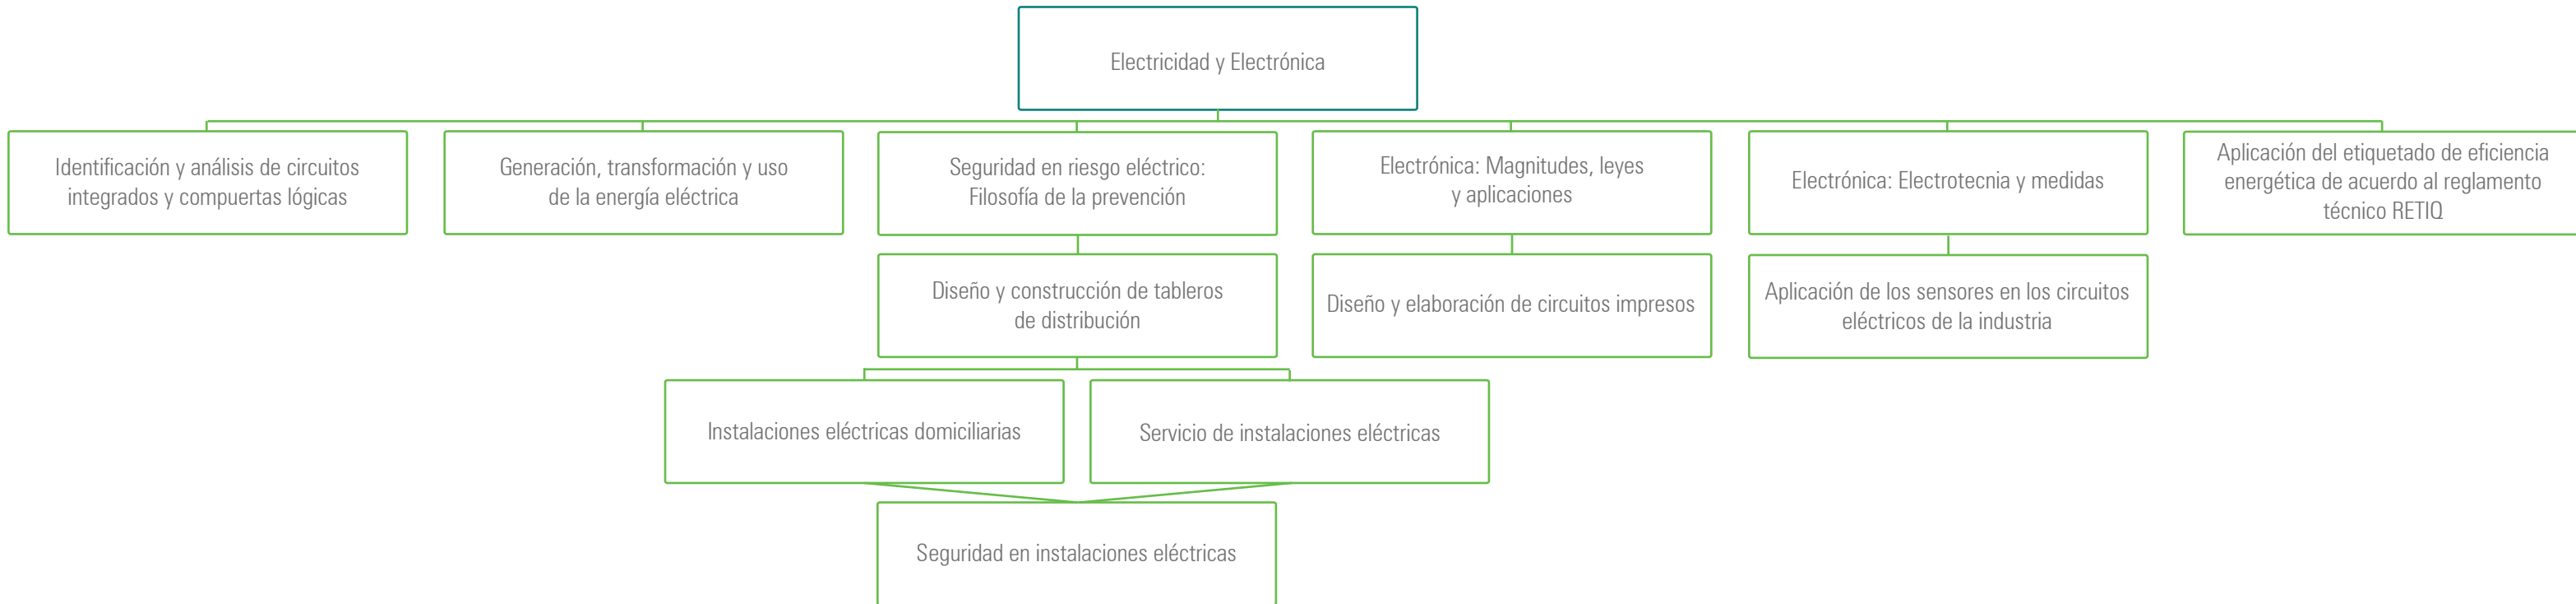 Electricidad y Electrónica
Identificación y análisis de circuitos
integrados y compuertas lógicas
Generación, transformación y uso
de la energía eléctrica
Seguridad en riesgo eléctrico:
Filosofía de la prevención
Electrónica: Magnitudes, leyes
y aplicaciones
Electrónica: Electrotecnia y medidas
Aplicación del etiquetado de eficiencia
energética de acuerdo al reglamento
técnico RETIQ
Diseño y construcción de tableros
de distribución
Diseño y elaboración de circuitos impresos
Aplicación de los sensores en los circuitos
eléctricos de la industria
Instalaciones eléctricas domiciliarias
Servicio de instalaciones eléctricas
Seguridad en instalaciones eléctricas